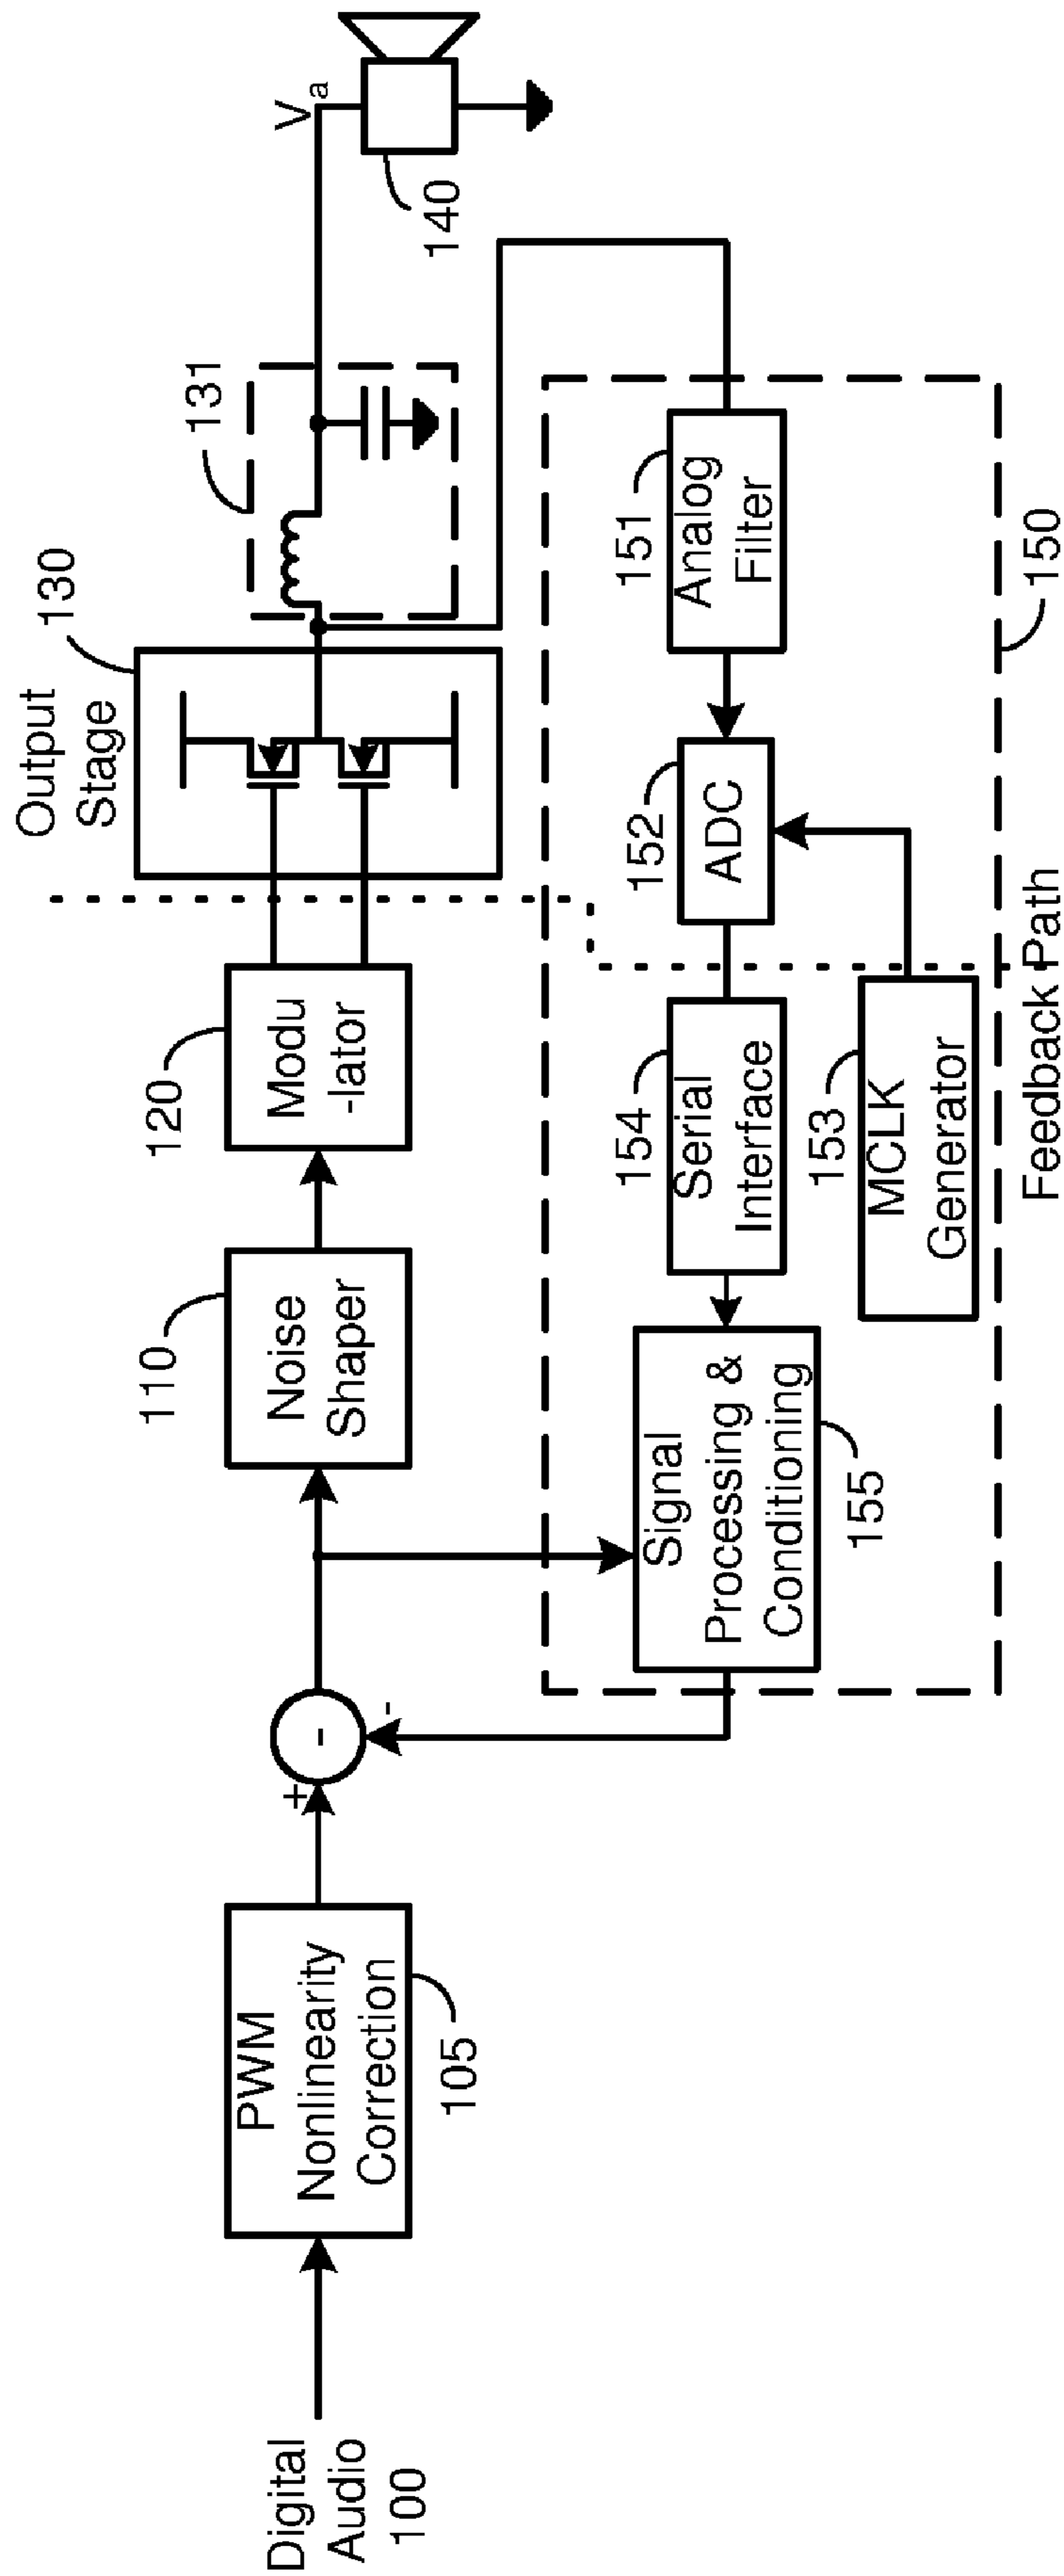 Digital
Audio
100
PWM
Nonlinearity
Correction
105
+
-
-
Noise
Shaper
110
Modu
-lator
120
Output
Stage
130
131
V a
140
Signal
Processing &
Conditioning
155
Serial
Interface
154
ADC
152
Analog
Filter
151
MCLK
Generator
153
Feedback Path
150